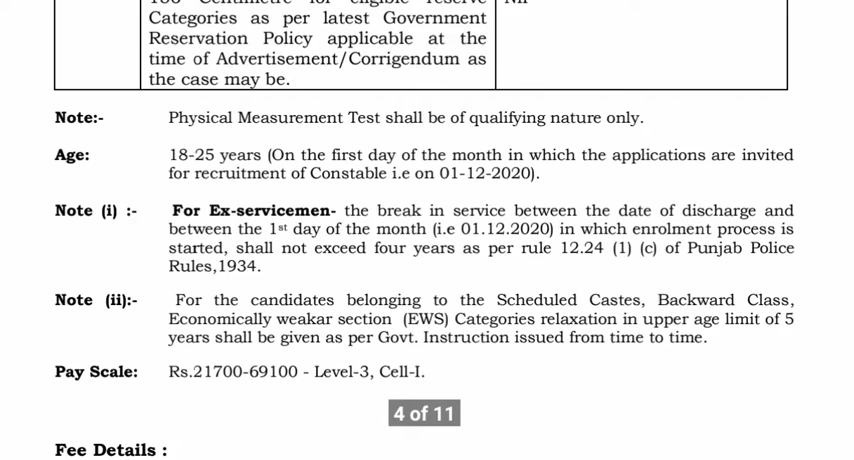 150 Centimetre for eligible reserve
Nil
Categories as per latest Government
Reservation Policy applicable at the
time of Advertisement/Corrigendum as
the case may be.
Note:- Physical Measurement Test shall be of qualifying nature only.
Age: 18-25 years (On the first day of the month in which the applications are invited
for recruitment of Constable i.e on 01-12-2020).
Note (i) :- For Ex-servicemen- the break in service between the date of discharge and
between the 1st day of the month (i.e 01.12.2020) in which enrolment process is
started, shall not exceed four years as per rule 12.24 (1) (c) of Punjab Police
Rules,1934.
Note (ii):- For the candidates belonging to the Scheduled Castes, Backward Class,
Economically weakar section (EWS) Categories relaxation in upper age limit of 5
years shall be given as per Govt. Instruction issued from time to time.
Pay Scale: Rs.21700-69100 - Level-3, Cell-I.
4 of 11
Fee Details :